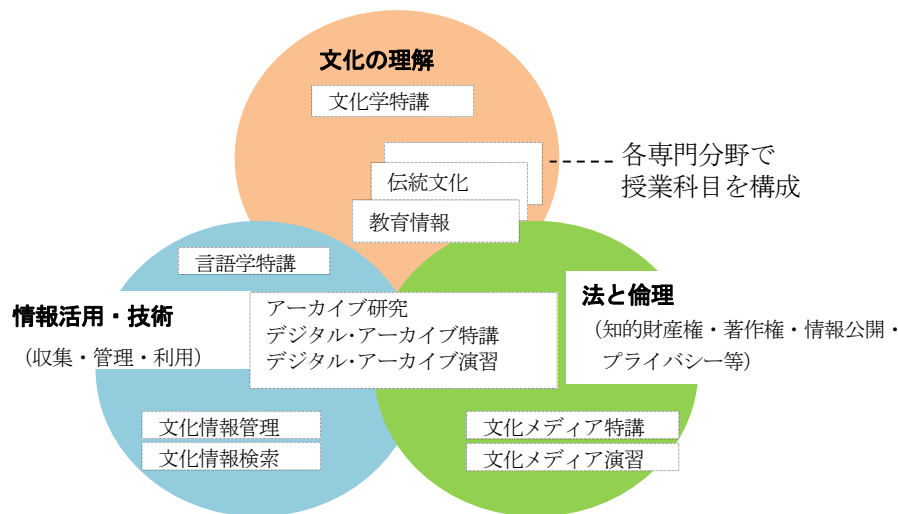 文化の理解
文化学特講
各専門分野で
授業科目を構成
伝統文化
教育情報
言語学特講
情報活用・技術
（収集・管理・利用）
アーカイブ研究
デジタル・アーカイブ特講
デジタル・アーカイブ演習
法と倫理
（知的財産権・著作権・情報公開・
プライバシー等）
文化情報管理
文化情報検索
文化メディア特講
文化メディア演習